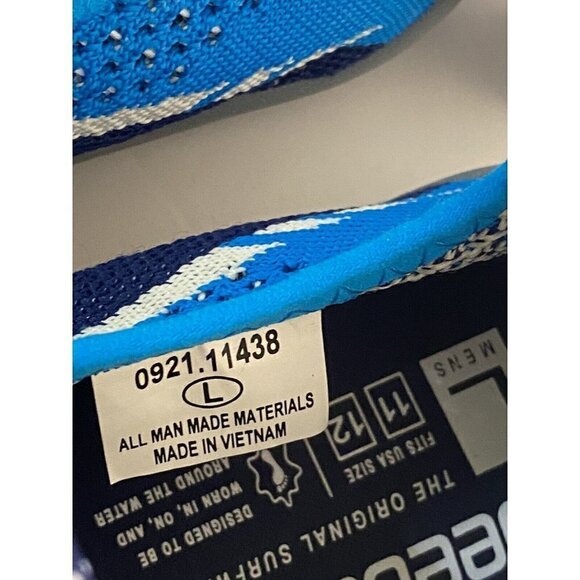 0921.11438
L
ALL MAN MADE MATERIALS
MADE IN VIETNAM
MENS
L
11
12
FITS USA SIZE
THE ORIGINAL SURF
DESIGNED TO BE
WORN IN, ON, AND
AROUND THE WATER